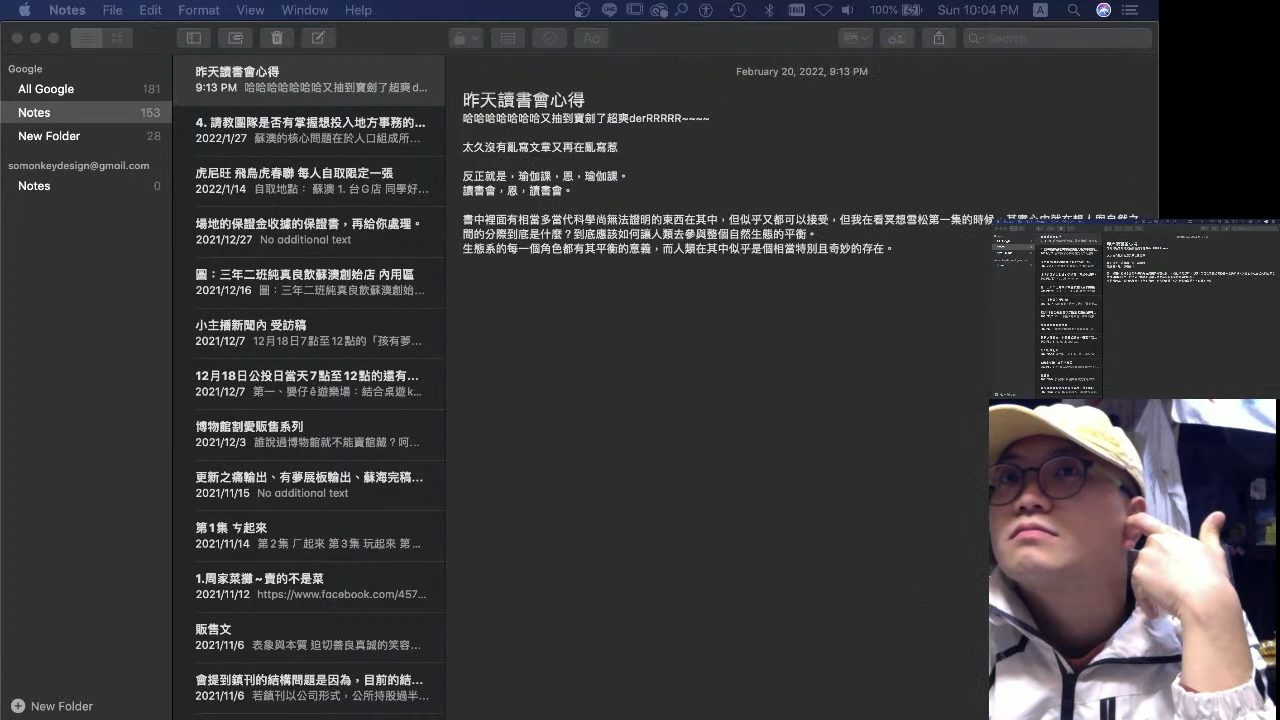 Notes File Edit Format View Window Help
100% Sun 10:04 PM A
Google
All Google 181
Notes 153
New Folder 28
somonkeydesign@gmail.com
Notes 0
New Folder
昨天讀書會心得
9:13 PM 哈哈哈哈哈哈哈又抽到寶劍了超爽d...
4. 請教團隊是否有掌握想投入地方事務的...
2022/1/27 蘇澳的核心問題在於人口組成所...
虎巵旺 飛烏虎春聯 每人自取限定一張
2022/1/14 自取地點： 蘇澳 1. 台G店 同學好...
場地的保證金收據的保證書，再給你處理。
2021/12/27 No additional text
圖：三年二班純真年代飲料澳創始店 市招區
2021/12/16 圖：三年二班純真年代蘇澳創始...
小主播新聞內 受訪稿
2021/12/7 12月18日7點至12點的「孩有夢...
12月18日公投日當天7點至12點的還有...
2021/12/7 第一、嬰仔ê遊樂場：結合走遊k...
博物館割愛販售系列
2021/12/3 誰說過博物館就不能賣館藏？呵...
更新之痛輸出、有夢展板輸出、蘇海完稿...
2021/11/15 No additional text
第1集 ㄘ起來
2021/11/14 第2集 ㄏ起來 第3集 玩起來 第...
1.周家菜攤～賣的不是菜
2021/11/12 https://www.facebook.com/457...
販售文
2021/11/6 表象與本質 迫切善良真誠的笑容...
會提到鎮刊的結構問題是因為，目前的結...
2021/11/6 若鎮刊以公司形式，公所持股過半...
Aa
Search
February 20, 2022, 9:13 PM
昨天讀書會心得
哈哈哈哈哈哈哈又抽到寶劍了超爽derRRRRR~~~~
太久沒有亂寫文章又再在亂寫惹
反正就是，瑜伽課，恩，瑜伽課。
讀書會，恩，讀書會。
書中裡面有相當多當代科學尚無法證明的東西在其中，但似乎又都可以接受，但我在看冥想雪松第一集的時候，其實心中就在想人與自然之
間的分際到底是什麼？到底應該如何讓人類去參與整個自然生態的平衡。
生態系的每一個角色都有其平衡的意義，而人類在其中似乎是個相當特別且奇妙的存在。